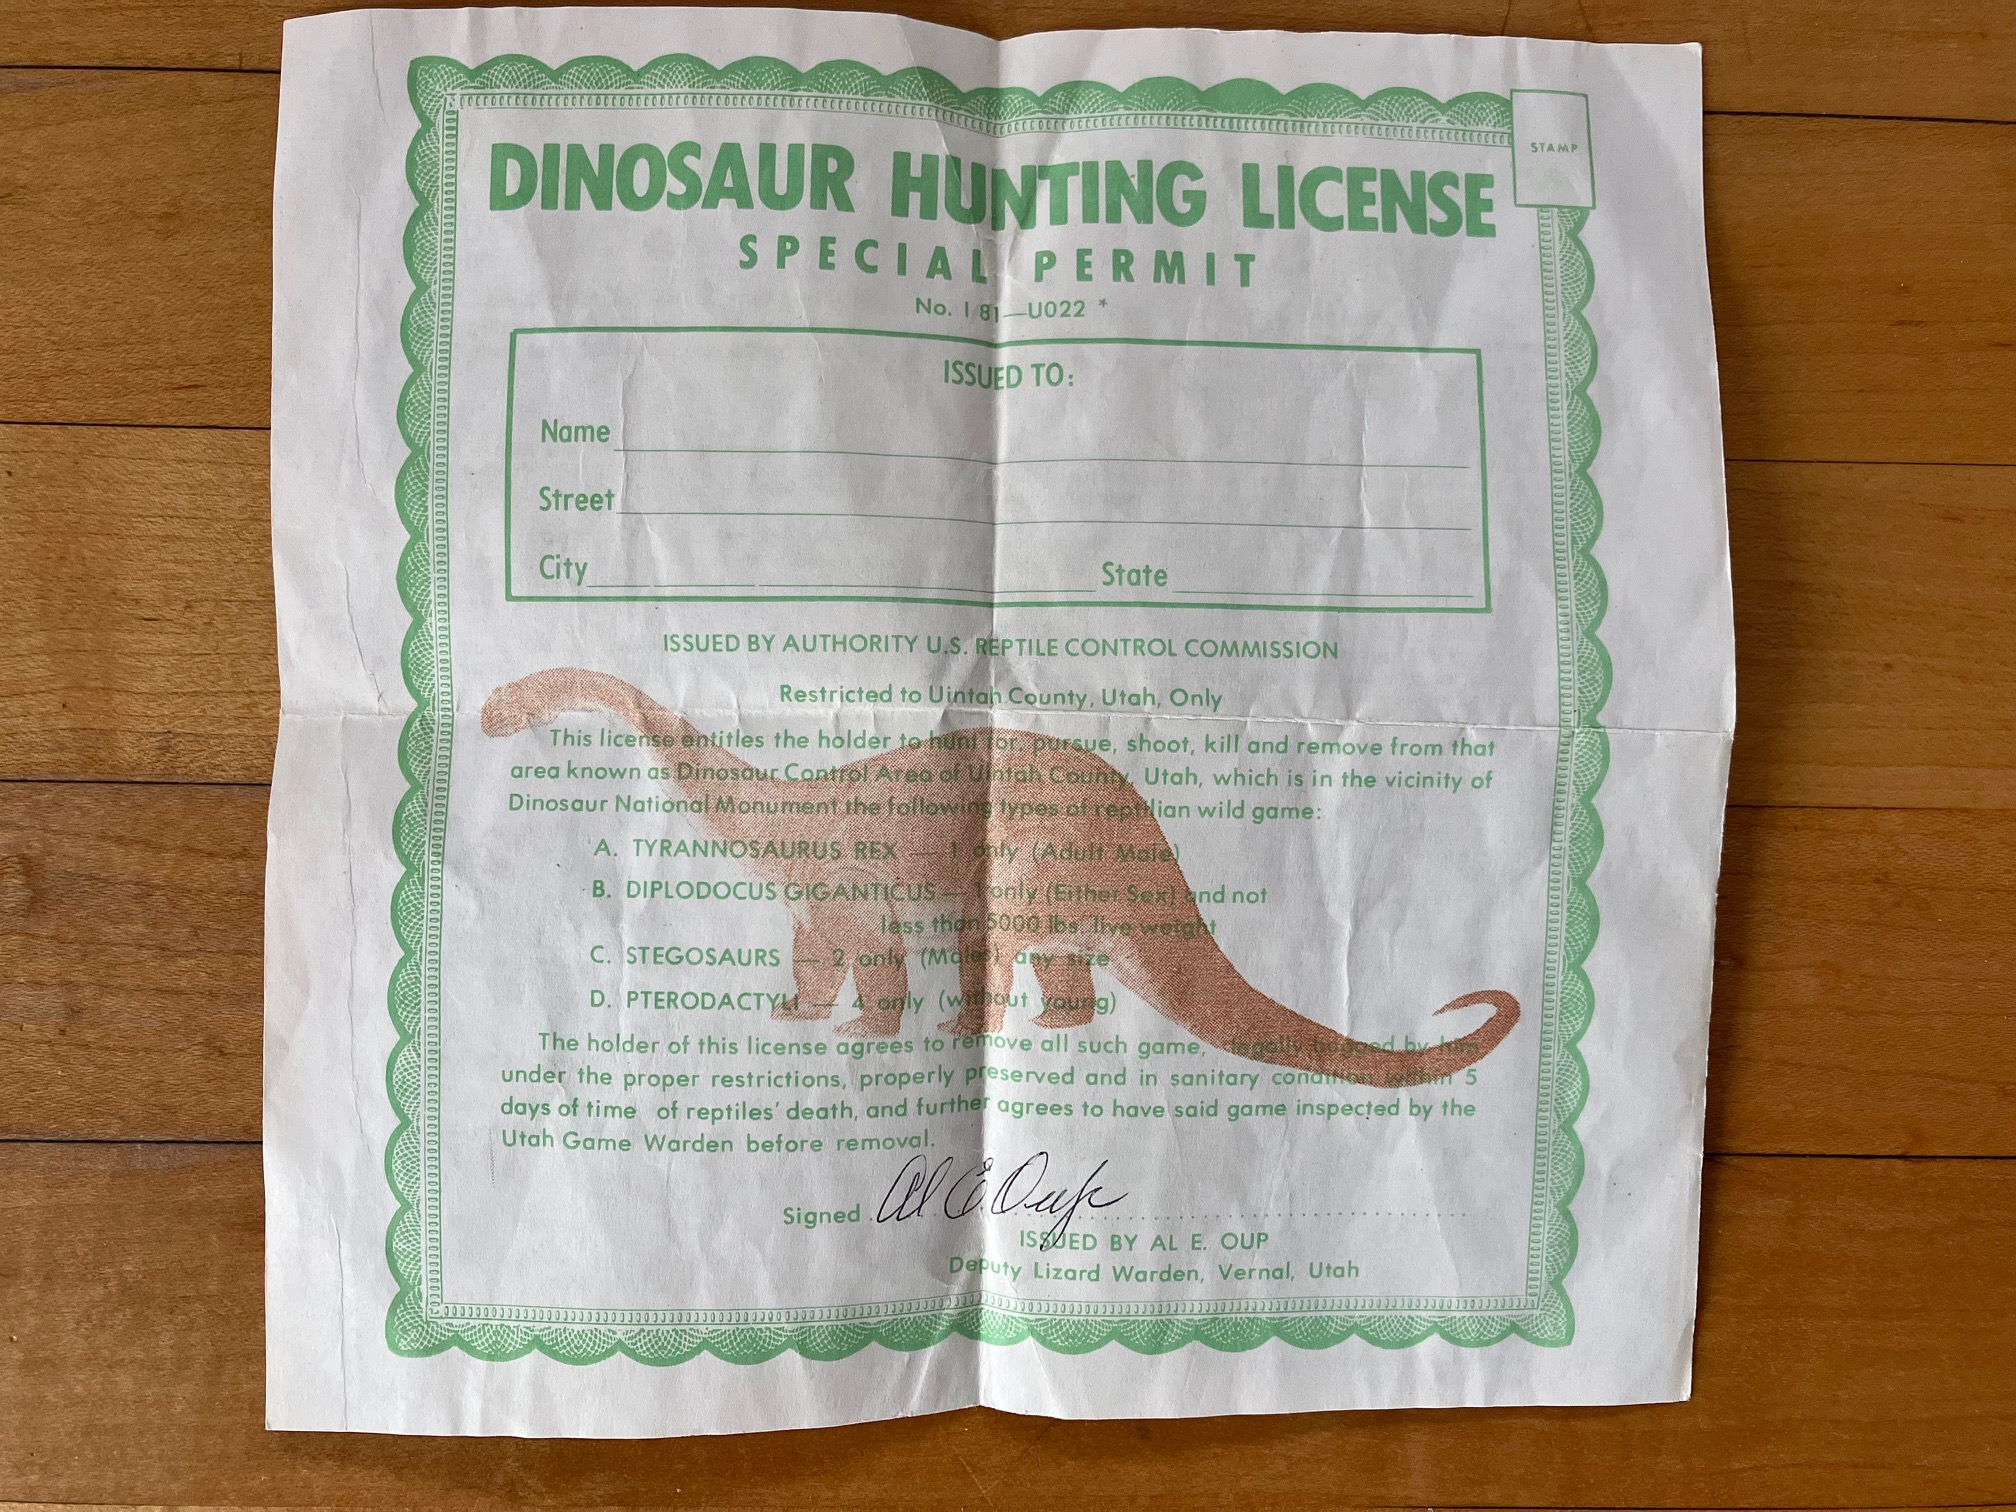 STAMP
DINOSAUR HUNTING LICENSE
SPECIAL PERMIT
No. I 81—U022 *
ISSUED TO:
Name
Street
City State
ISSUED BY AUTHORITY U.S. REPTILE CONTROL COMMISSION
Restricted to Uintah County, Utah, Only
This license entitles the holder to hunt for, pursue, shoot, kill and remove from that
area known as Dinosaur Control Area of Uintah County, Utah, which is in the vicinity of
Dinosaur National Monument the following types of reptilian wild game:
A. TYRANNOSAURUS REX — 1 only (Adult Male)
B. DIPLODOCUS GIGANTICUS — 1 only (Either Sex) and not
less than 5000 lbs. live weight
C. STEGOSAURS — 2 only (Males) any size
D. PTERODACTYLI — 4 only (without young)
The holder of this license agrees to remove all such game, legally bagged by him
under the proper restrictions, properly preserved and in sanitary condition within 5
days of time of reptiles' death, and further agrees to have said game inspected by the
Utah Game Warden before removal.
Signed Al E. Oup
ISSUED BY AL E. OUP
Deputy Lizard Warden, Vernal, Utah